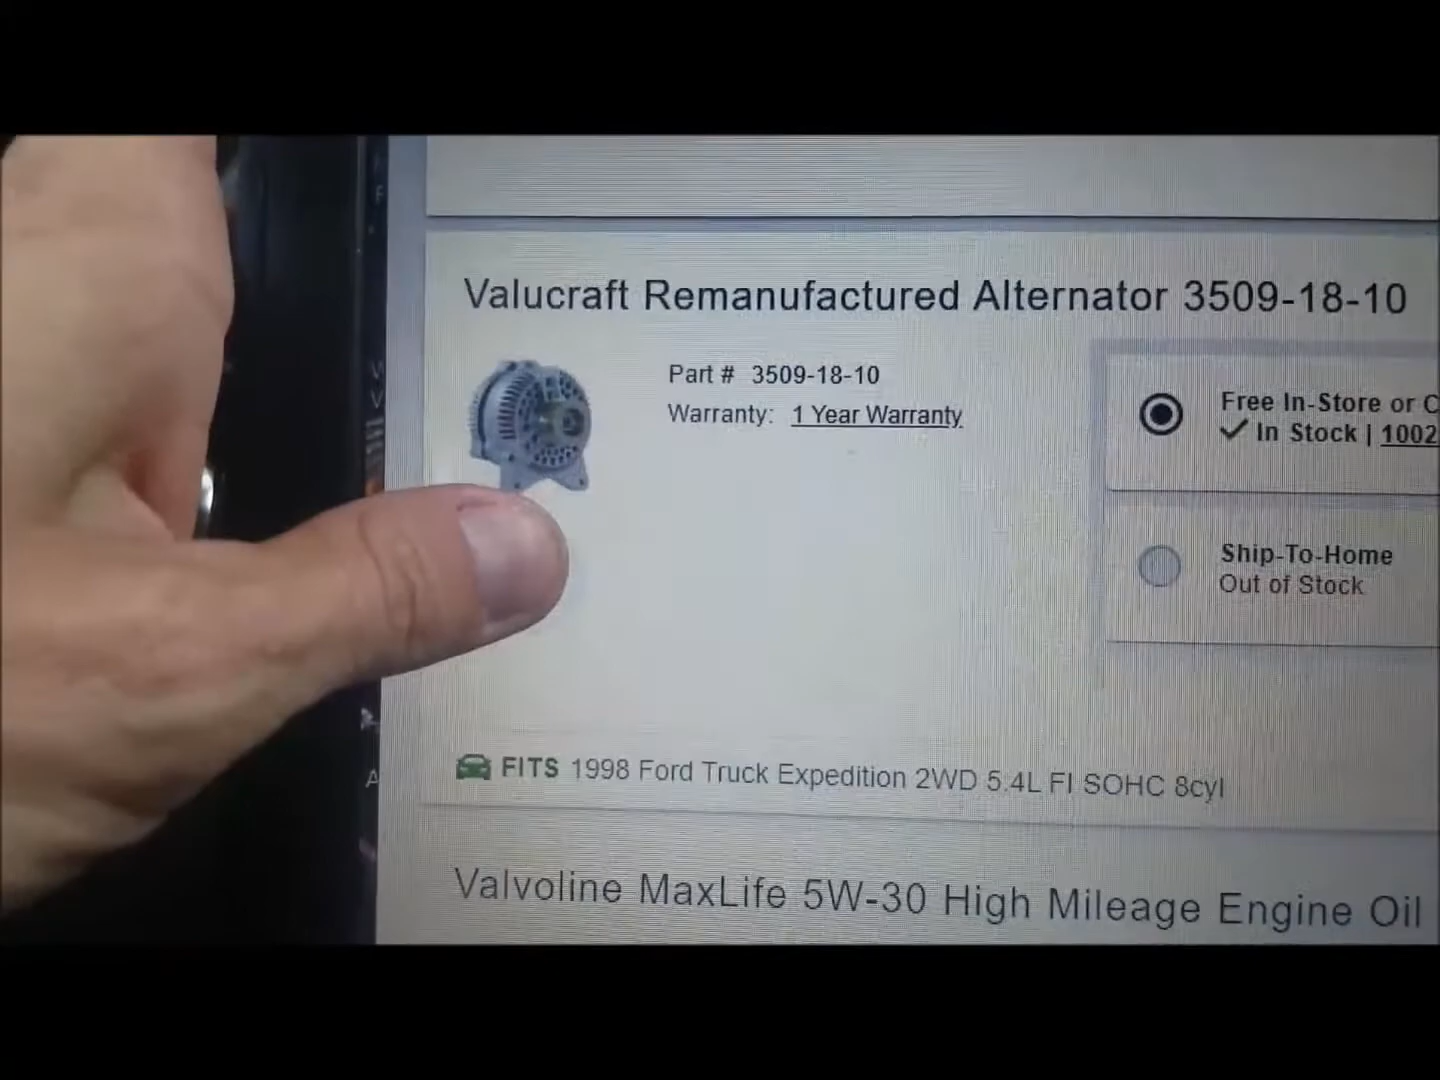 Valucraft Remanufactured Alternator 3509-18-10
Part # 3509-18-10
Warranty: 1 Year Warranty
Free In-Store or C
In Stock | 1002
Ship-To-Home
Out of Stock
FITS 1998 Ford Truck Expedition 2WD 5.4L FI SOHC 8cyl
Valvoline MaxLife 5W-30 High Mileage Engine Oil